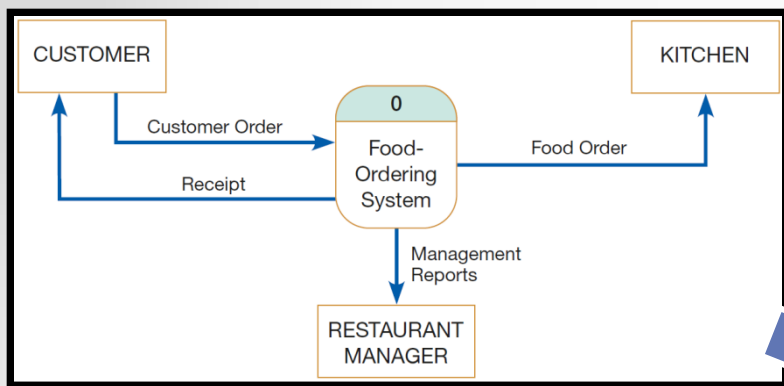 CUSTOMER
KITCHEN
0
Customer Order
Food-
Ordering
System
Food Order
Receipt
Management
Reports
RESTAURANT
MANAGER